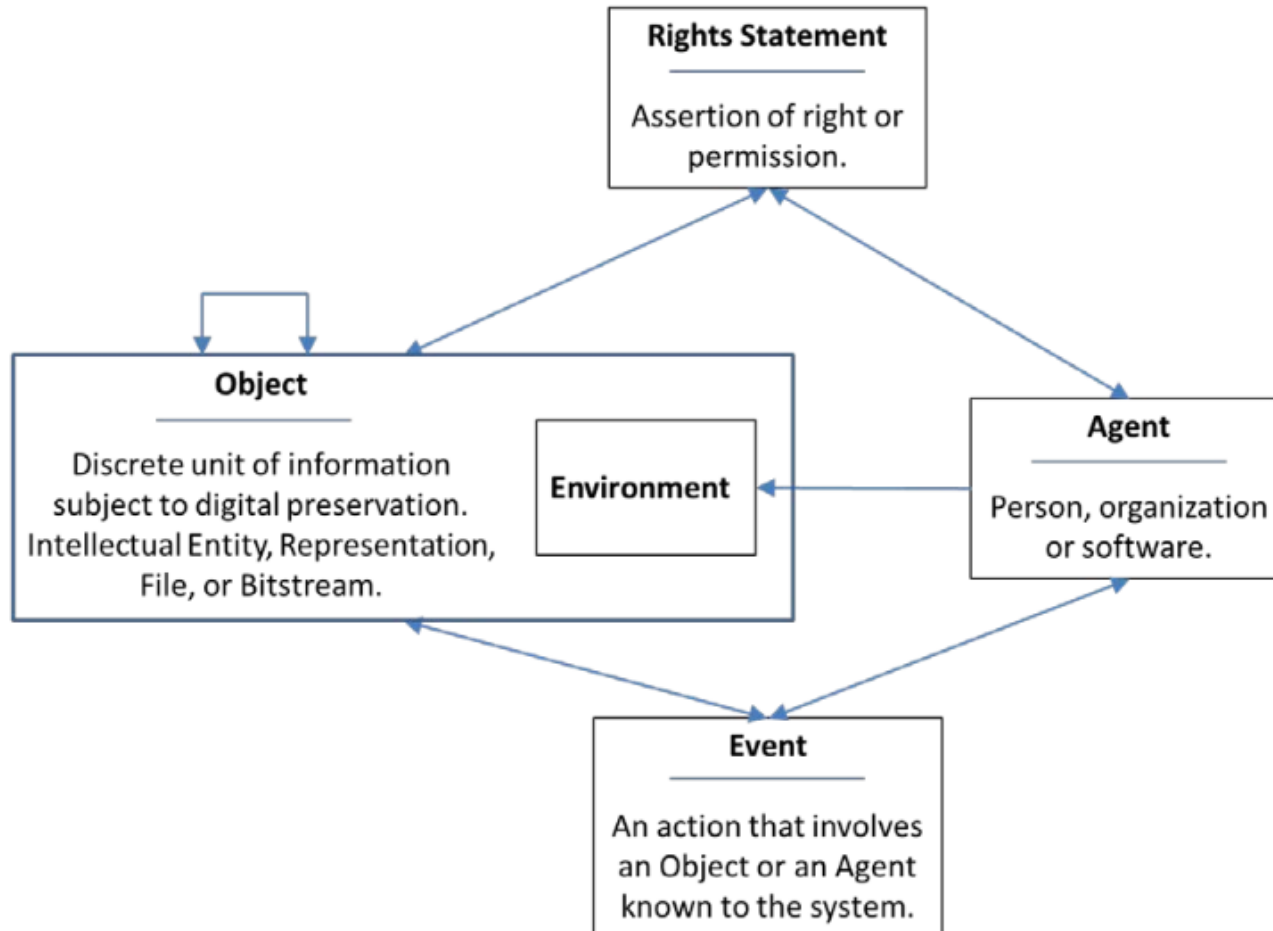 Rights Statement
Assertion of right or
permission.
Object
Discrete unit of information
subject to digital preservation.
Intellectual Entity, Representation,
File, or Bitstream.
Environment
Agent
Person, organization
or software.
Event
An action that involves
an Object or an Agent
known to the system.